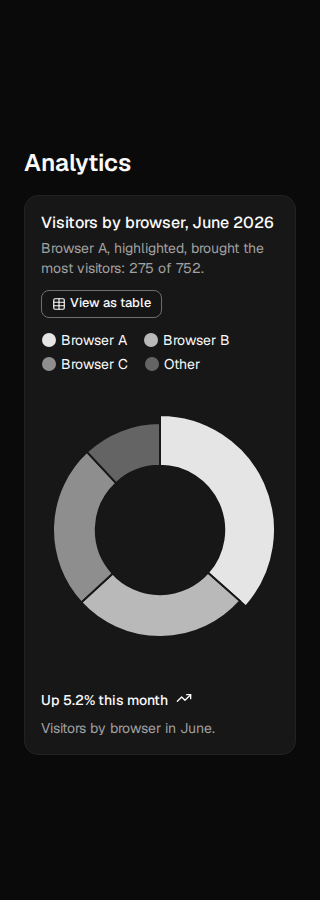 Analytics
Visitors by browser, June 2026
Browser A, highlighted, brought the
most visitors: 275 of 752.
View as table
Browser A Browser B
Browser C Other
Up 5.2% this month
Visitors by browser in June.